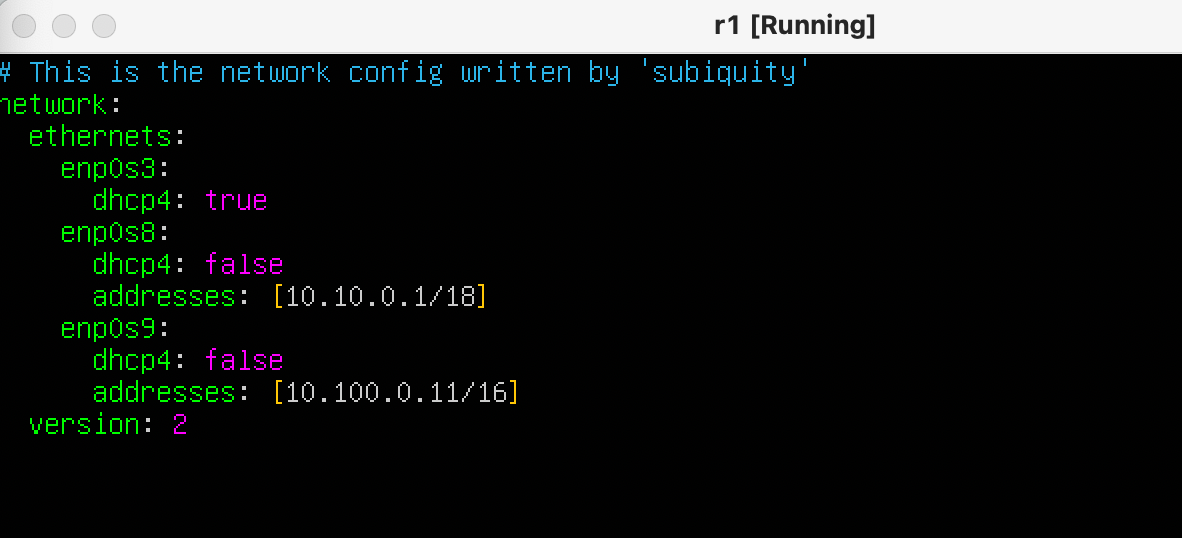 r1 [Running]
# This is the network config written by 'subiquity'
network:
  ethernets:
    enp0s3:
      dhcp4: true
    enp0s8:
      dhcp4: false
      addresses: [10.10.0.1/18]
    enp0s9:
      dhcp4: false
      addresses: [10.100.0.11/16]
  version: 2